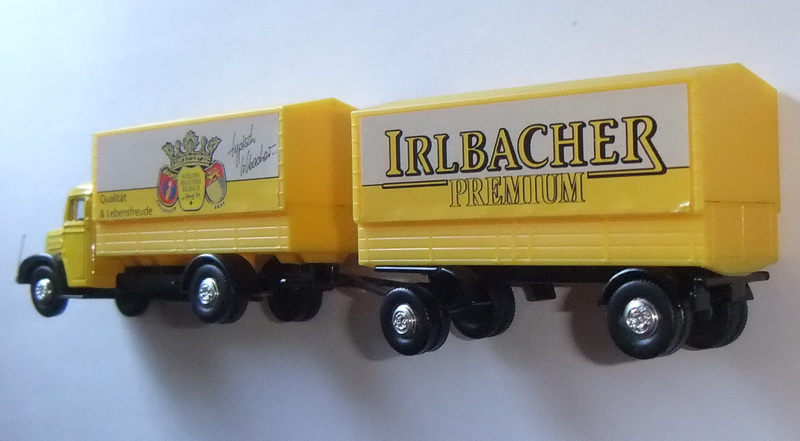 Qualität
& Lebensfreude
typisch
Irlbacher
IRLBACHER
PREMIUM